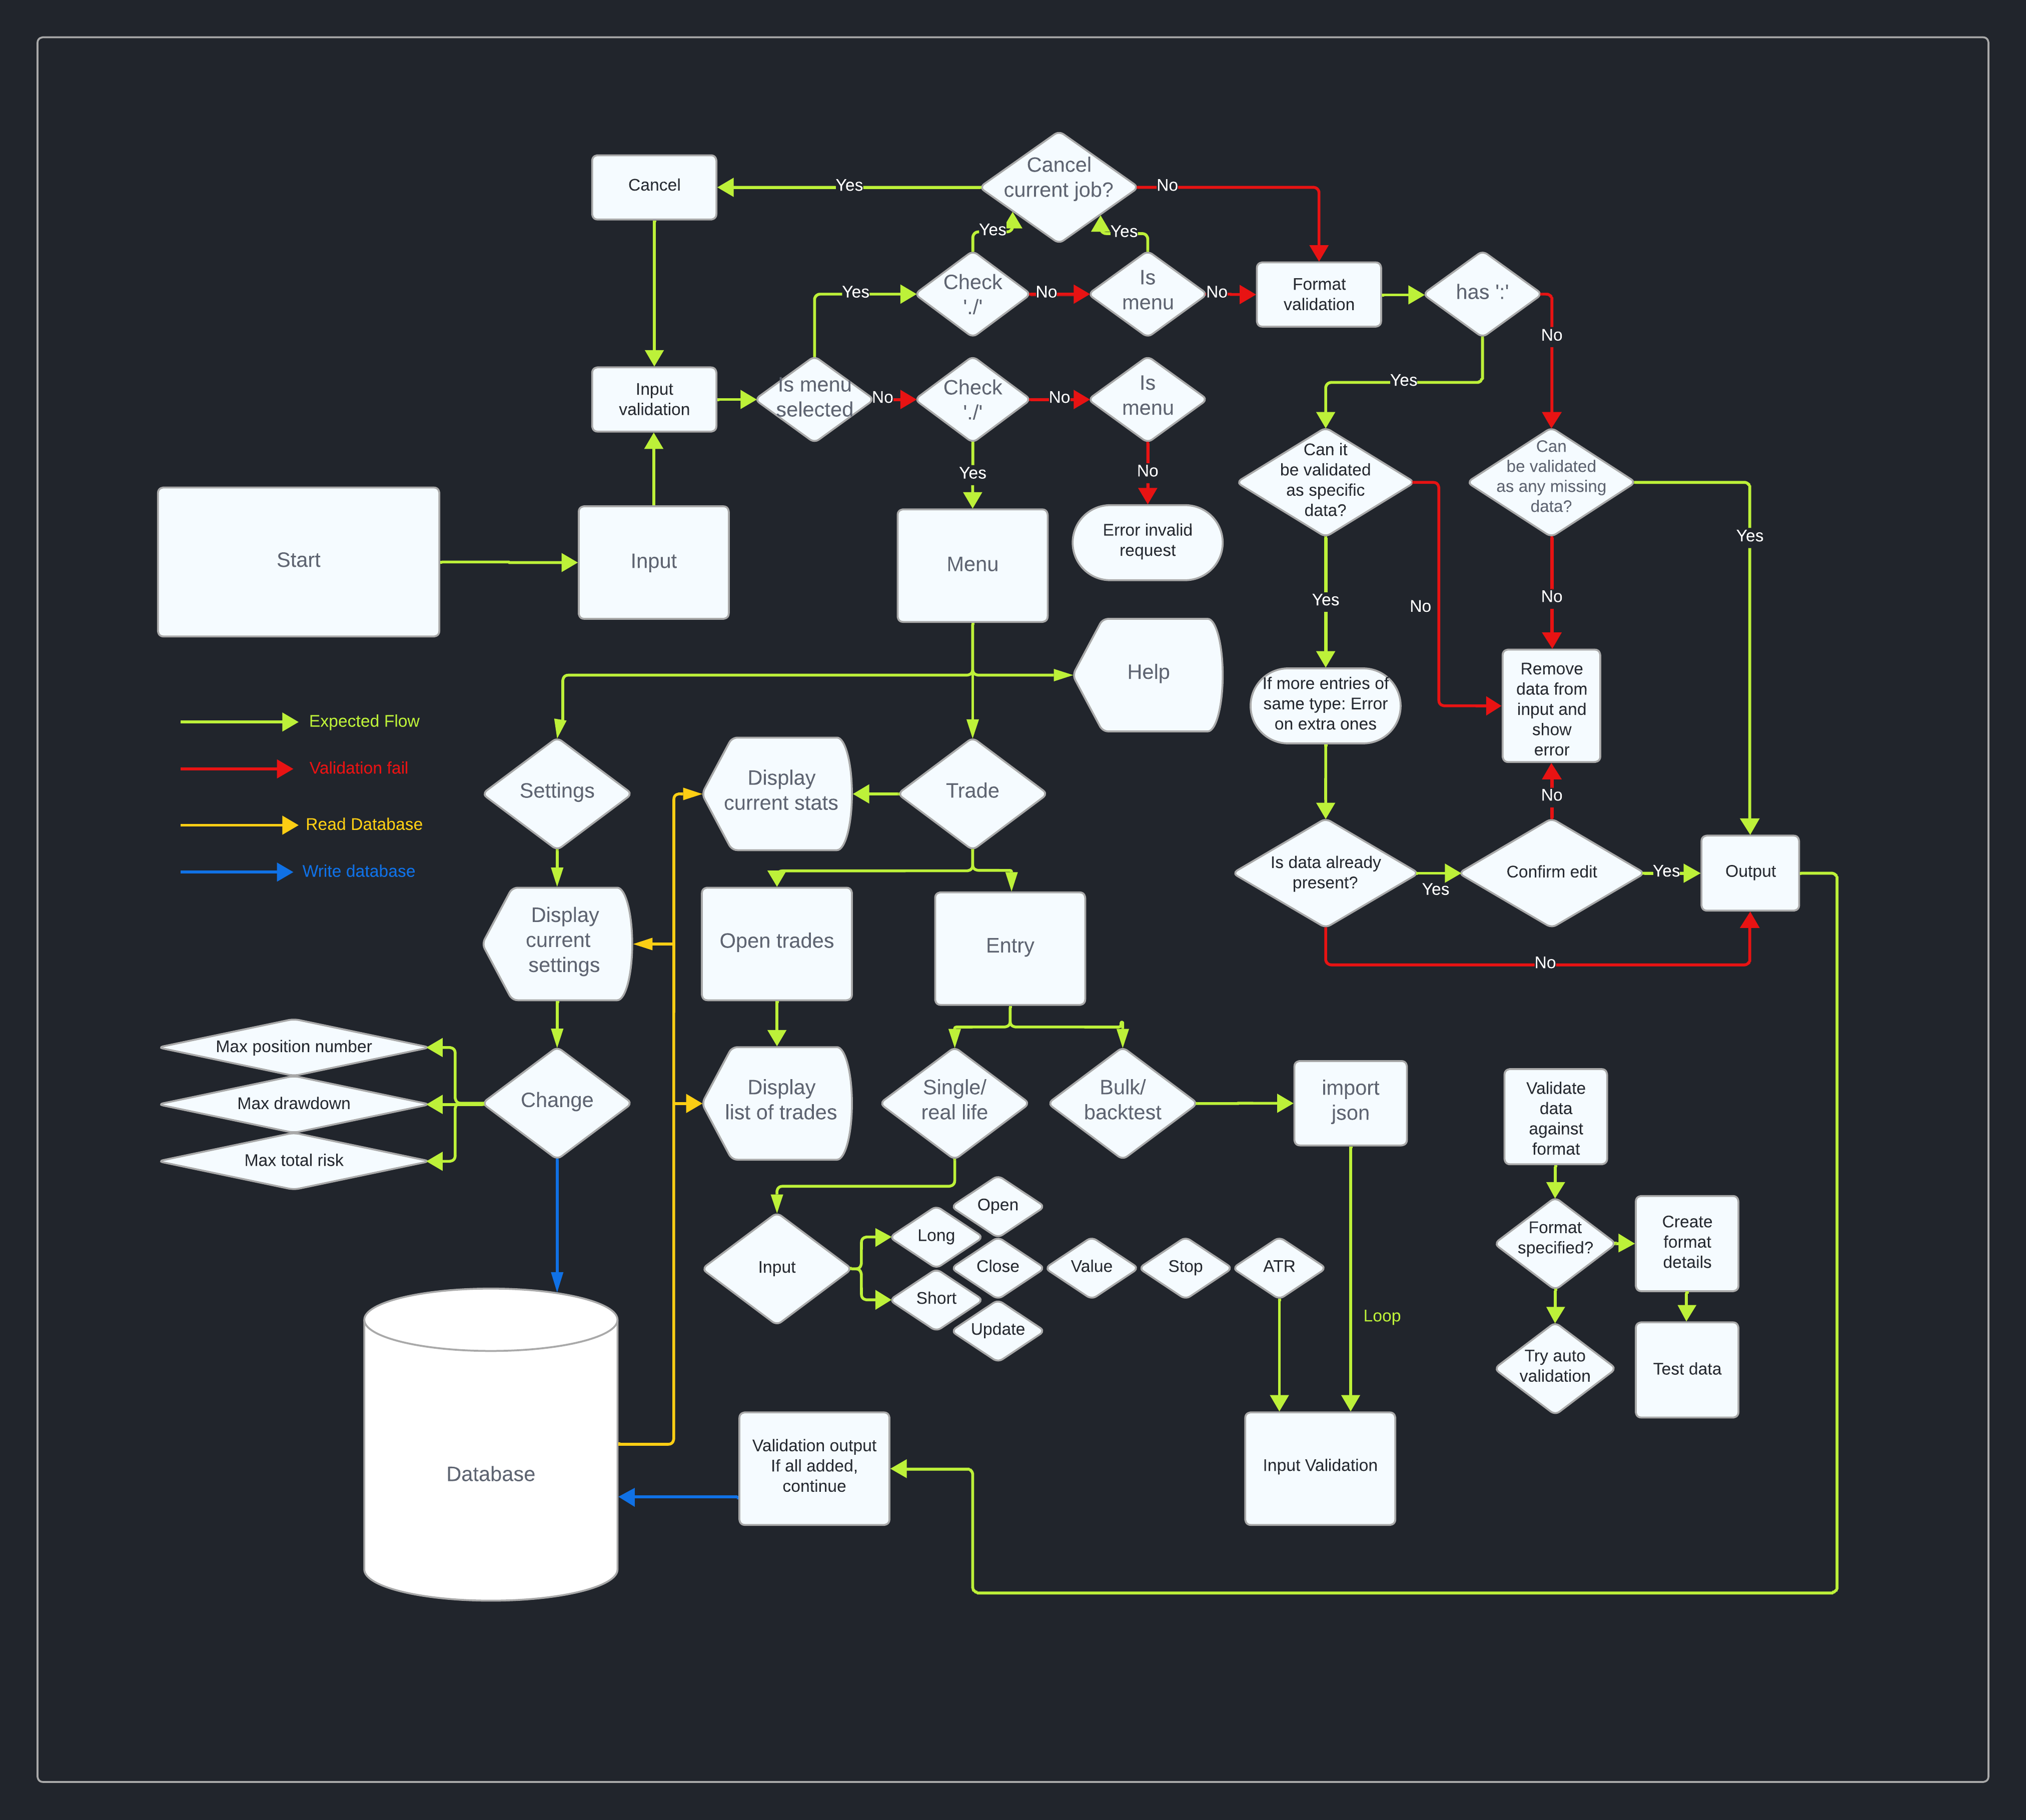 Cancel
Yes
Cancel
current job?
No
Yes
Yes
Yes
Check
'./'
No
Is
menu
No
Format
validation
has ':'
No
Yes
Input
validation
Is menu
selected
No
Check
'./'
No
Is
menu
Yes
No
Can it
be validated
as specific
data?
Can
be validated
as any missing
data?
Start
Input
Menu
Error invalid
request
Yes
Yes
No
No
Help
If more entries of
same type: Error
on extra ones
Remove
data from
input and
show
error
Expected Flow
Validation fail
Read Database
Write database
Settings
Display
current stats
Trade
No
Is data already
present?
Yes
Confirm edit
Yes
Output
No
Display
current
settings
Open trades
Entry
Max position number
Max drawdown
Max total risk
Change
Display
list of trades
Single/
real life
Bulk/
backtest
import
json
Validate
data
against
format
Input
Long
Short
Open
Close
Update
Value
Stop
ATR
Loop
Format
specified?
Create
format
details
Try auto
validation
Test data
Database
Validation output
If all added,
continue
Input Validation